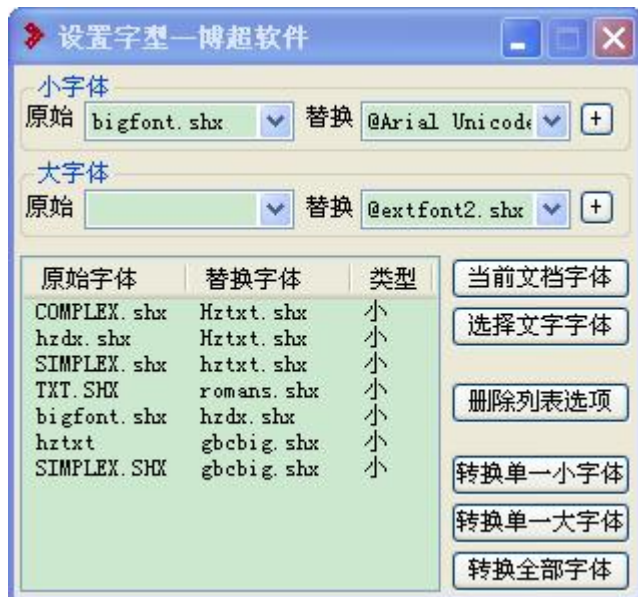 设置字型—博超软件
小字体
原始 bigfont.shx 替换 @Arial Unicode +
大字体
原始 替换 @extfont2.shx +
原始字体 替换字体 类型
COMPLEX.shx Hztxt.shx 小
hzdx.shx Hztxt.shx 小
SIMPLEX.shx hztxt.shx 小
TXT.SHX romans.shx 小
bigfont.shx hzdx.shx 小
hztxt gbcbig.shx 小
SIMPLEX.SHX gbcbig.shx 小
当前文档字体
选择文字字体
删除列表选项
转换单一小字体
转换单一大字体
转换全部字体